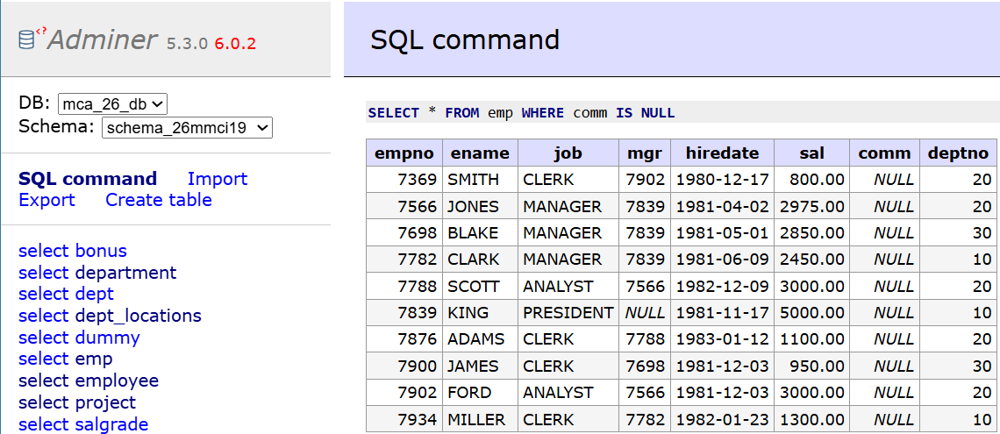 Adminer 5.3.0 6.0.2
DB: mca_26_db
Schema: schema_26mmci19
SQL command Import
Export Create table
select bonus
select department
select dept
select dept_locations
select dummy
select emp
select employee
select project
select salgrade
SQL command
SELECT * FROM emp WHERE comm IS NULL
empno ename job mgr hiredate sal comm deptno
7369 SMITH CLERK 7902 1980-12-17 800.00 NULL 20
7566 JONES MANAGER 7839 1981-04-02 2975.00 NULL 20
7698 BLAKE MANAGER 7839 1981-05-01 2850.00 NULL 30
7782 CLARK MANAGER 7839 1981-06-09 2450.00 NULL 10
7788 SCOTT ANALYST 7566 1982-12-09 3000.00 NULL 20
7839 KING PRESIDENT NULL 1981-11-17 5000.00 NULL 10
7876 ADAMS CLERK 7788 1983-01-12 1100.00 NULL 20
7900 JAMES CLERK 7698 1981-12-03 950.00 NULL 30
7902 FORD ANALYST 7566 1981-12-03 3000.00 NULL 20
7934 MILLER CLERK 7782 1982-01-23 1300.00 NULL 10